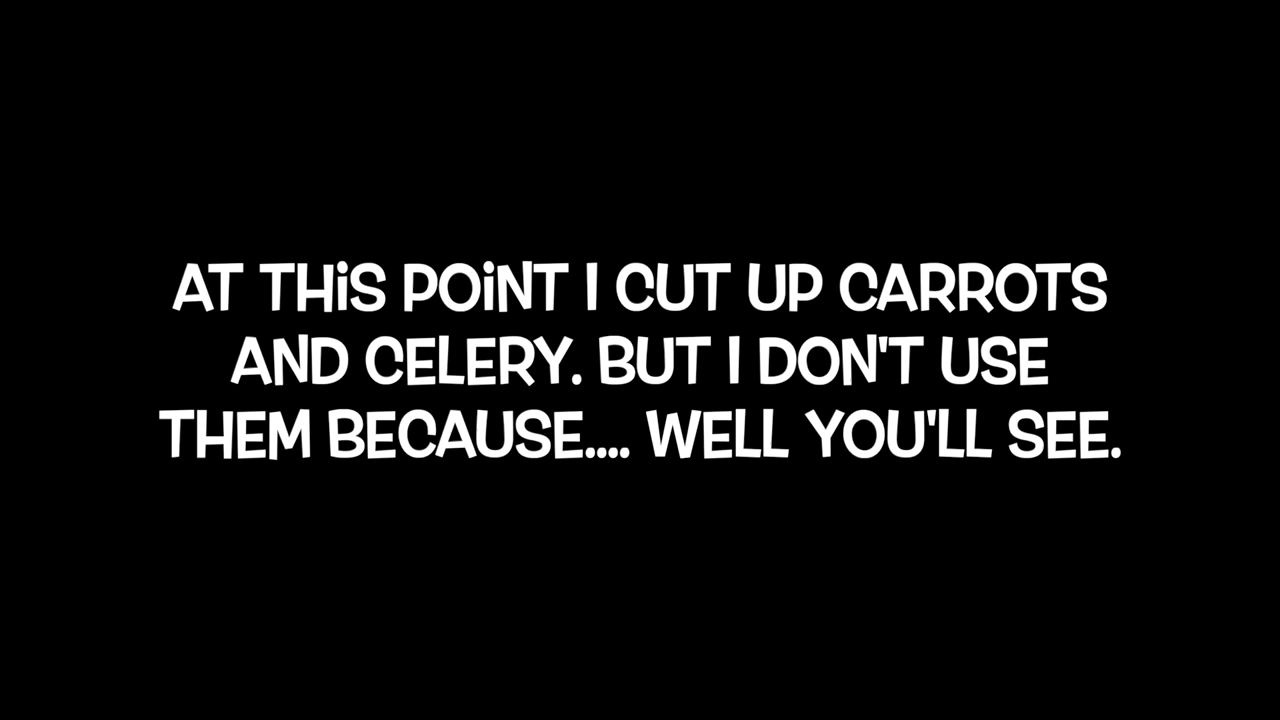 AT THiS POiNT I CUT UP CARROTS
AND CELERY. BUT I DON'T USE
THEM BECAUSE.... WELL YOU'LL SEE.